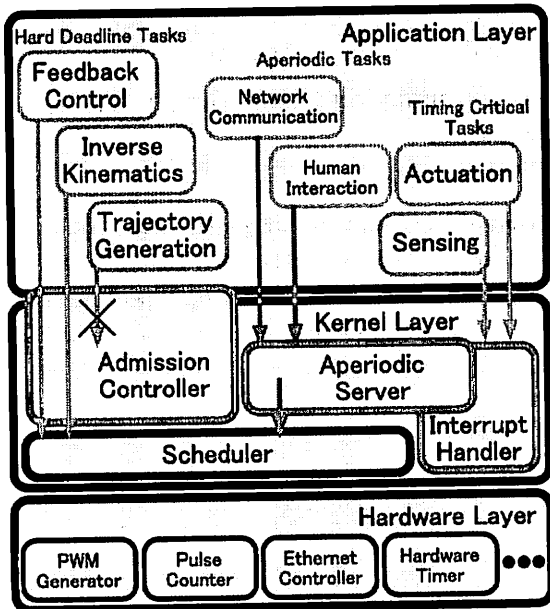 Hard Deadline Tasks
Application Layer
Feedback
Control
Aperiodic Tasks
Network
Communication
Timing Critical
Tasks
Inverse
Kinematics
Human
Interaction
Actuation
Trajectory
Generation
Sensing
Kernel Layer
Admission
Controller
Aperiodic
Server
Interrupt
Handler
Scheduler
Hardware Layer
PWM
Generator
Pulse
Counter
Ethernet
Controller
Hardware
Timer
●●●